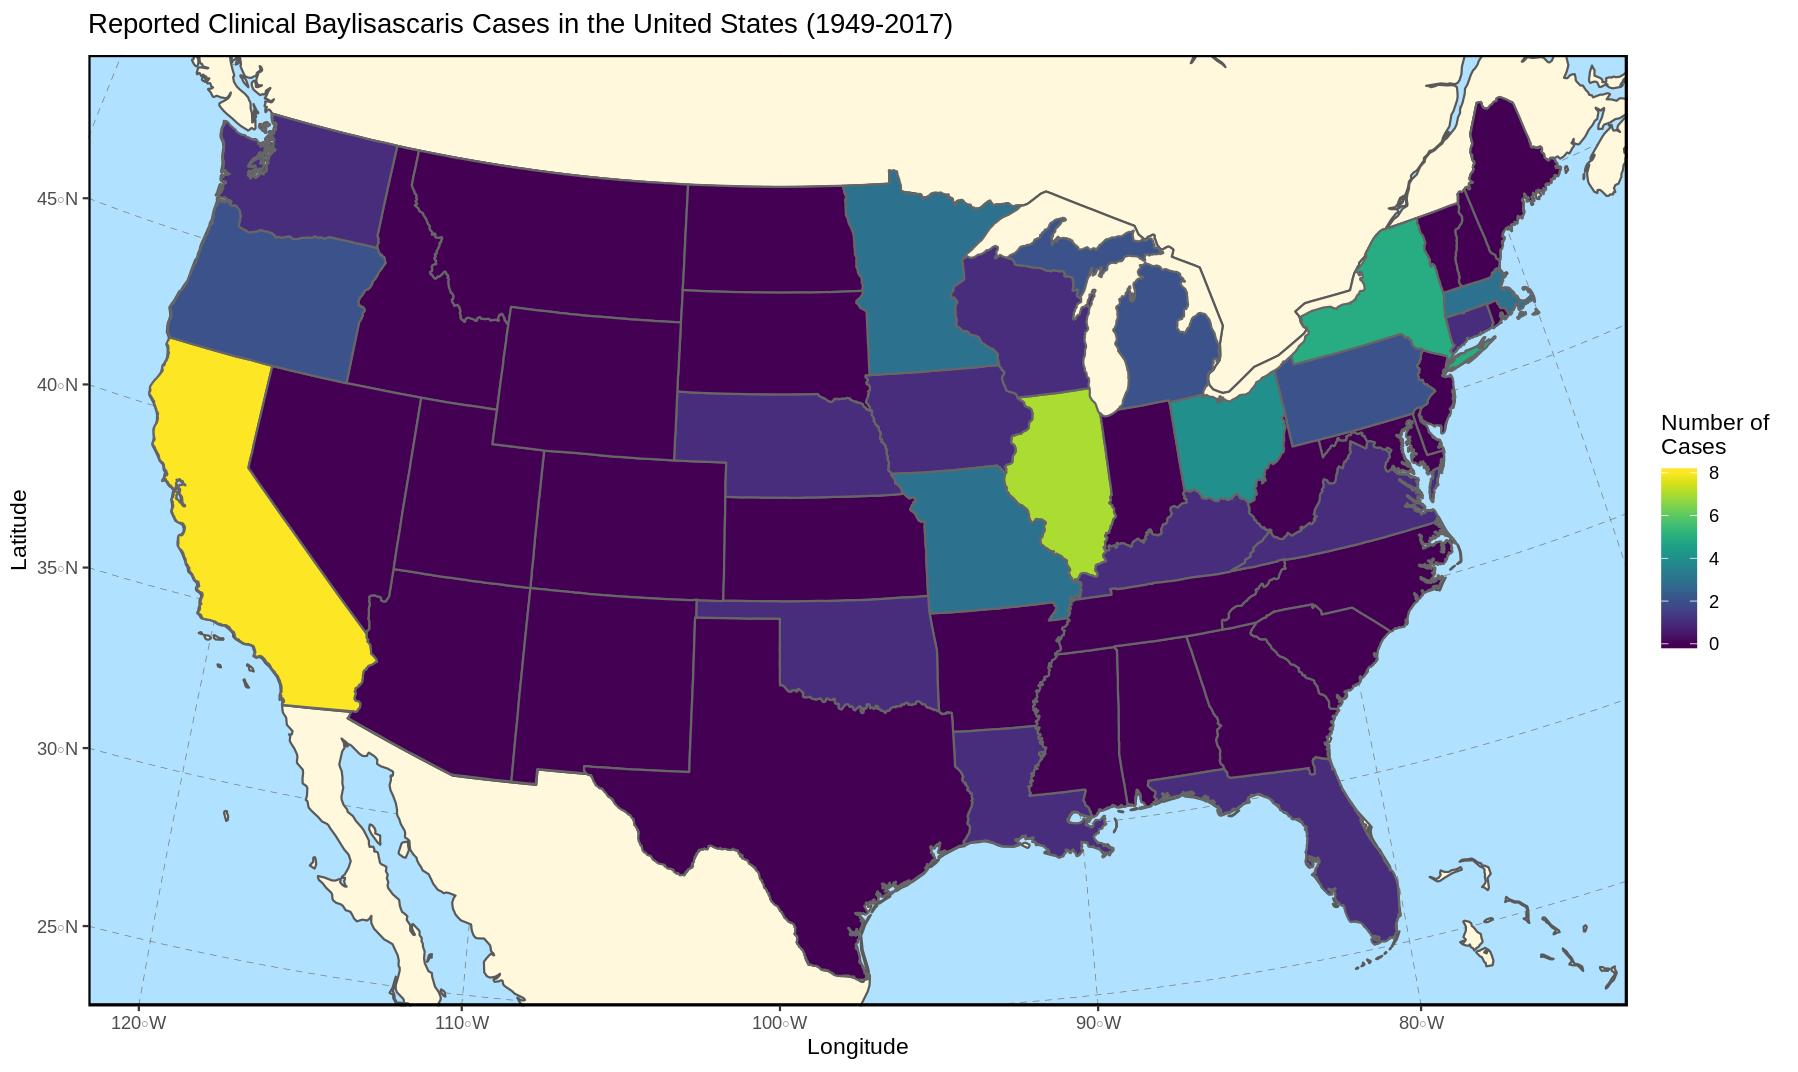 Reported Clinical Baylisascaris Cases in the United States (1949-2017)
45○N
40○N
35○N
30○N
25○N
Latitude
120○W
110○W
100○W
90○W
80○W
Longitude
Number of
Cases
8
6
4
2
0